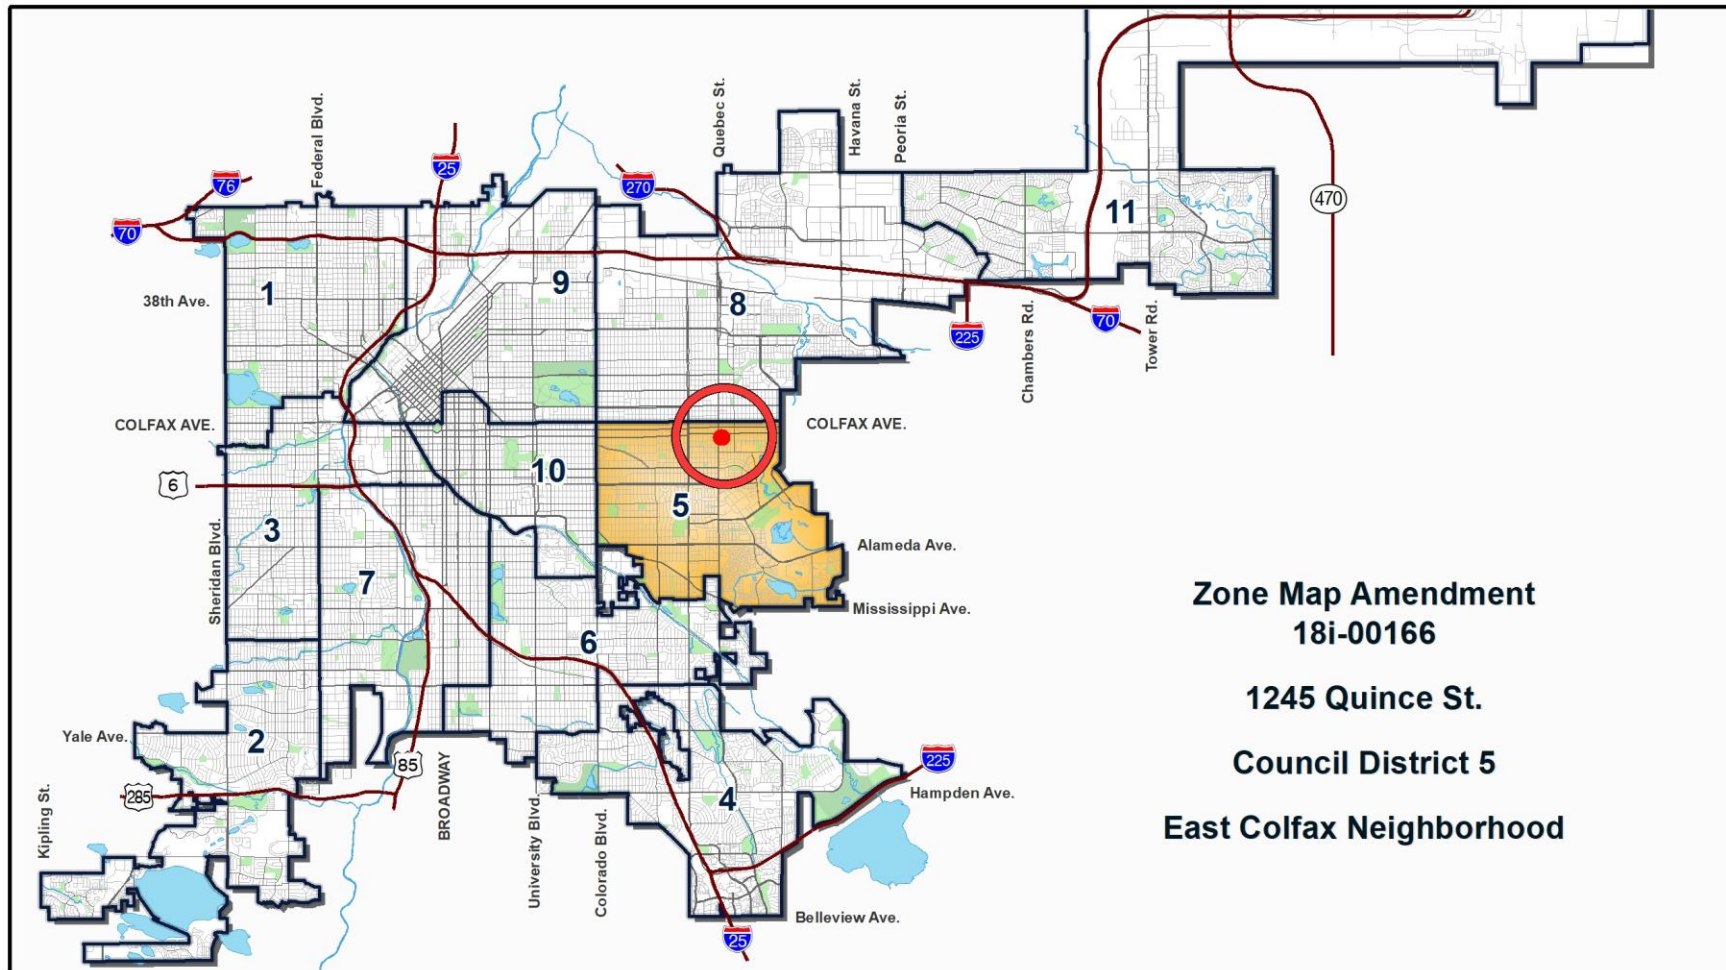 Federal Blvd.
Quebec St.
Havana St.
Peoria St.
25
76
270
70
470
11
1
9
8
38th Ave.
225
70
Chambers Rd.
Tower Rd.
COLFAX AVE.
COLFAX AVE.
10
6
5
3
Sheridan Blvd.
7
Alameda Ave.
Mississippi Ave.
6
Zone Map Amendment
18i-00166
1245 Quince St.
Council District 5
East Colfax Neighborhood
Yale Ave.
2
85
225
285
4
Hampden Ave.
Kipling St.
BROADWAY
University Blvd.
Colorado Blvd.
Belleview Ave.
25